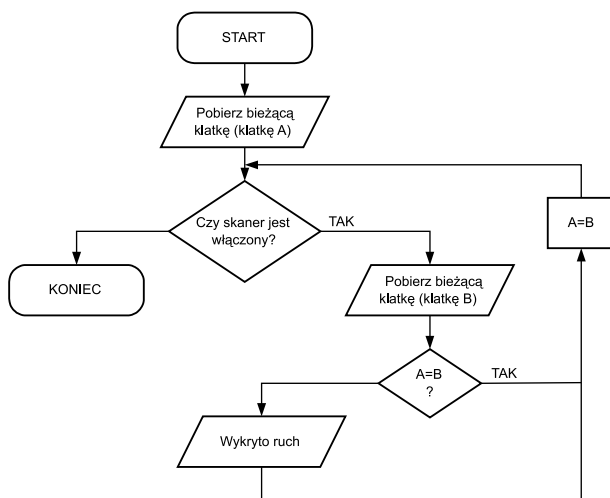 START
Pobierz bieżącą
klatkę (klatkę A)
Czy skaner jest
włączony?
TAK
A=B
KONIEC
Pobierz bieżącą
klatkę (klatkę B)
A=B
?
TAK
Wykryto ruch